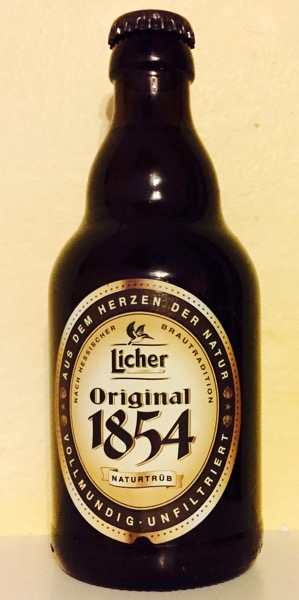 AUS DEM HERZEN DER NATUR
NACH HESSISCHER BRAUTRADITION
Licher
Original
1854
NATURTRÜB
VOLLMUNDIG · UNFILTRIERT